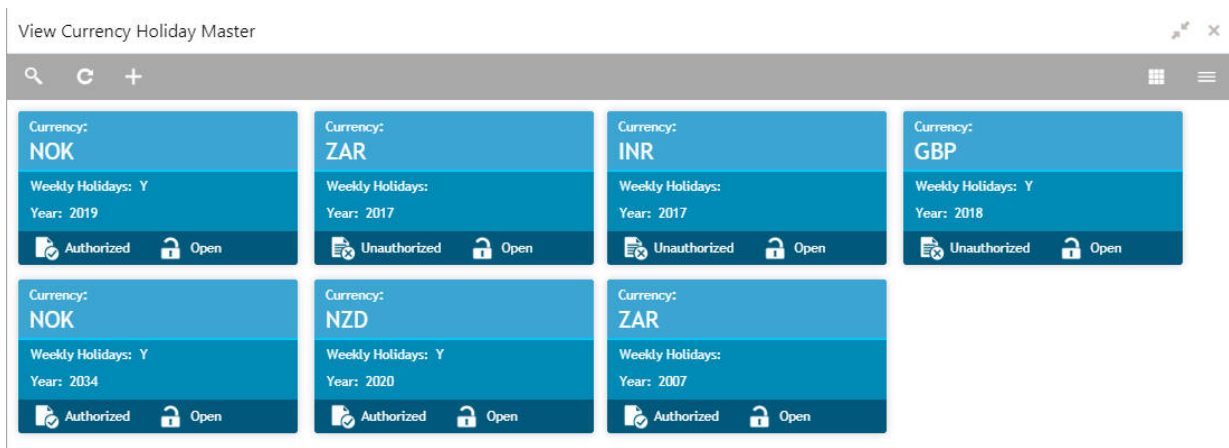 View Currency Holiday Master
Currency:
NOK
Weekly Holidays: Y
Year: 2019
Authorized Open
Currency:
ZAR
Weekly Holidays:
Year: 2017
Unauthorized Open
Currency:
INR
Weekly Holidays:
Year: 2017
Unauthorized Open
Currency:
GBP
Weekly Holidays: Y
Year: 2018
Unauthorized Open
Currency:
NOK
Weekly Holidays: Y
Year: 2034
Authorized Open
Currency:
NZD
Weekly Holidays: Y
Year: 2020
Authorized Open
Currency:
ZAR
Weekly Holidays:
Year: 2007
Authorized Open